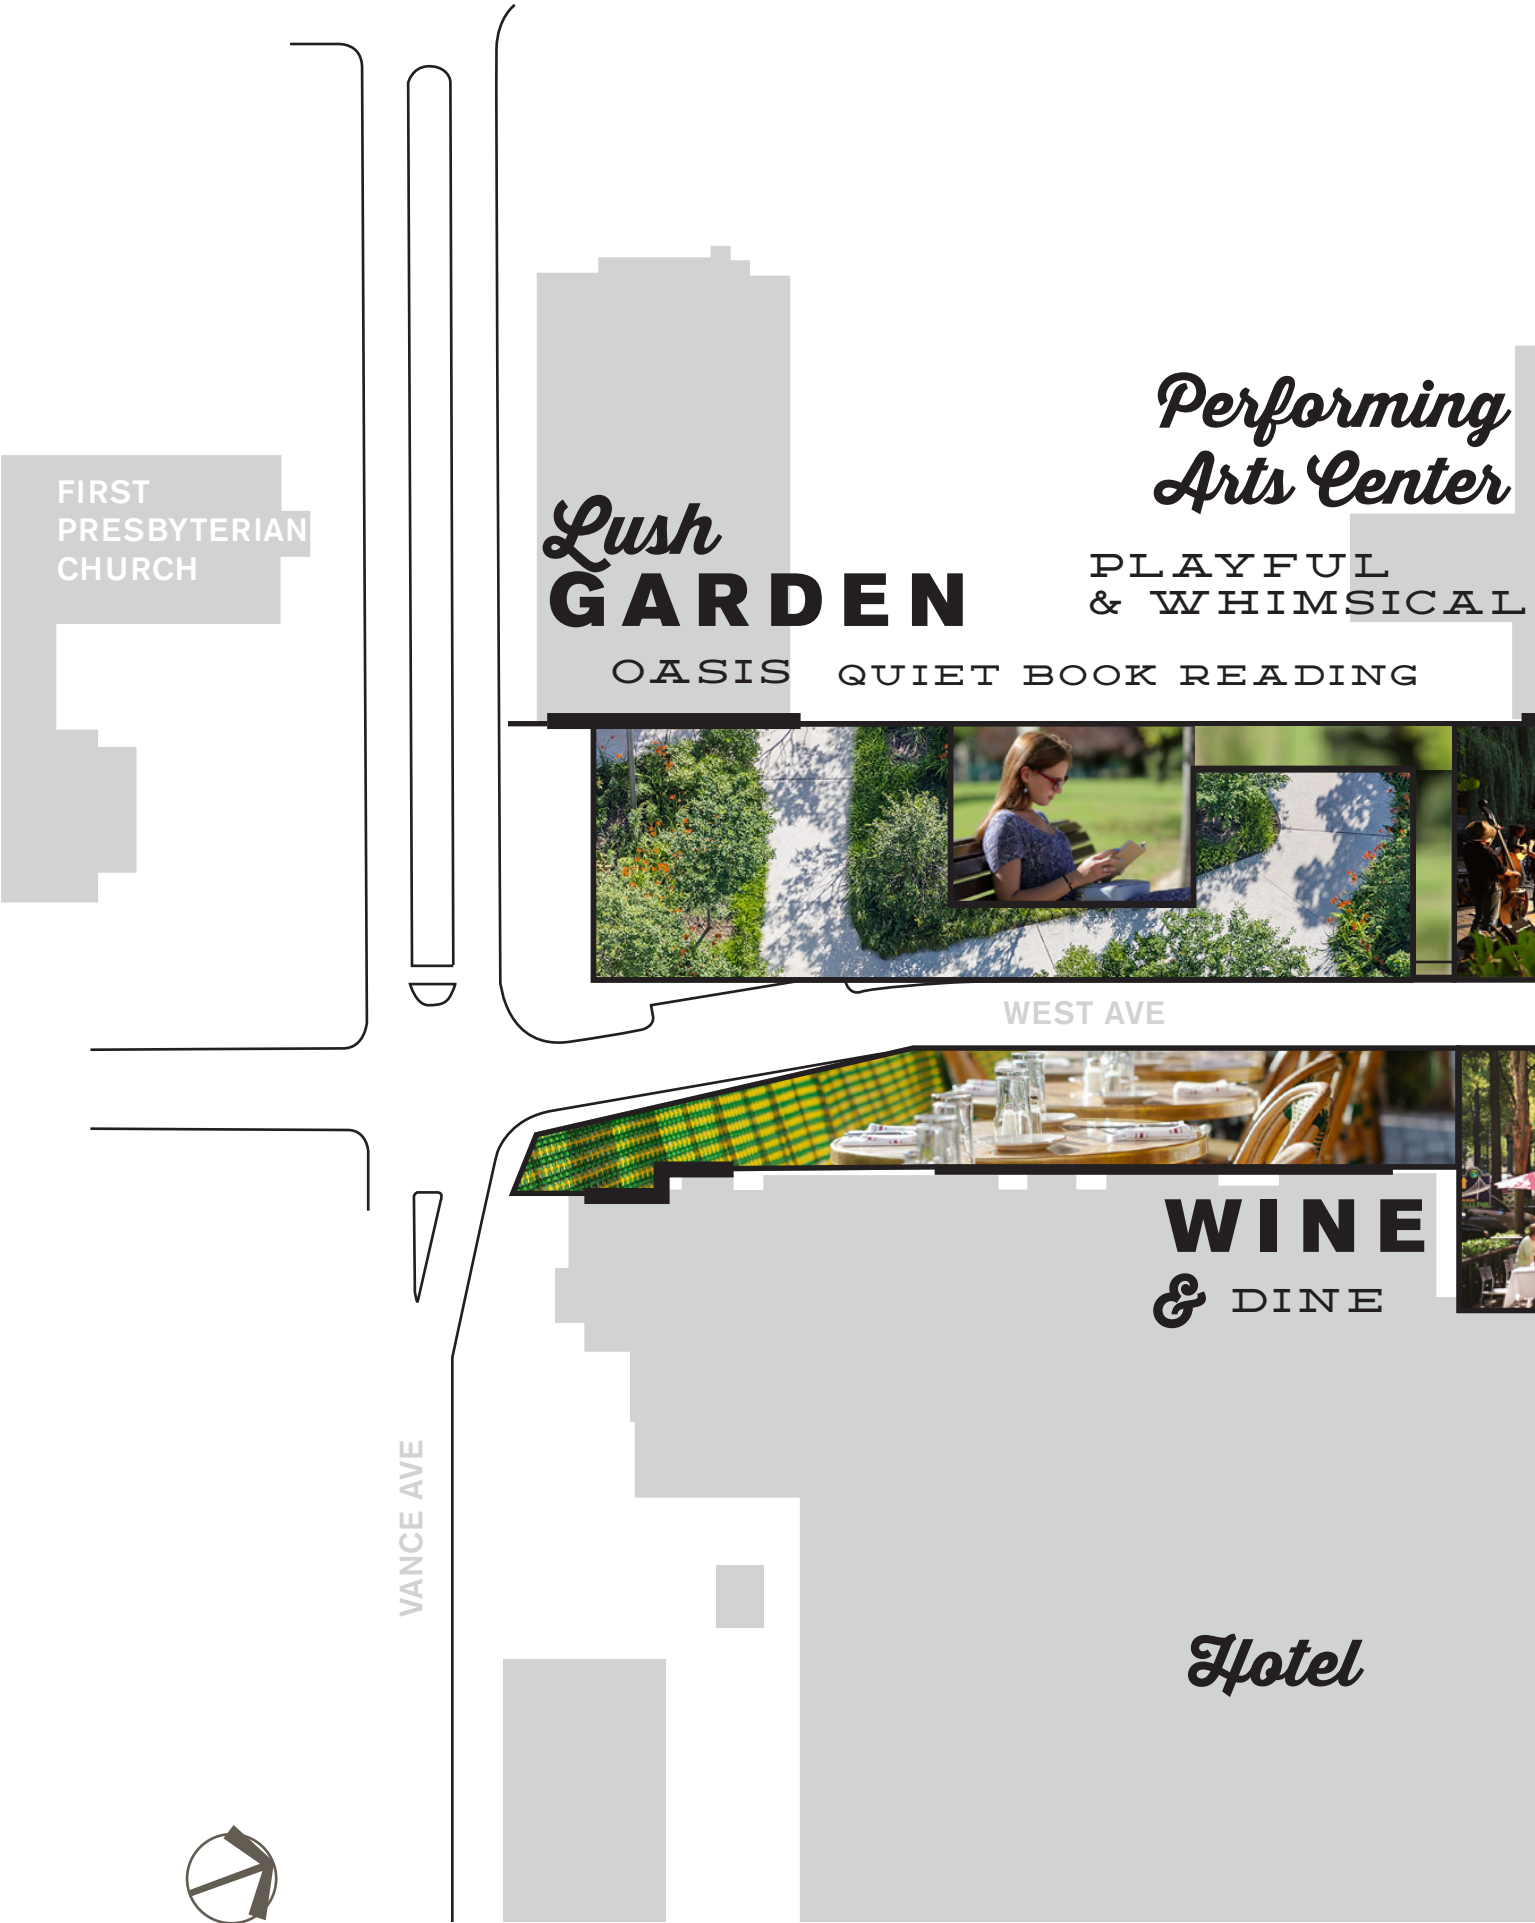 Performing
Arts Center
FIRST
PRESBYTERIAN
CHURCH
Lush
GARDEN
OASIS
PLAYFUL
& WHIMSICAL
QUIET BOOK READING
WEST AVE
WINE
& DINE
VANCE AVE
Hotel